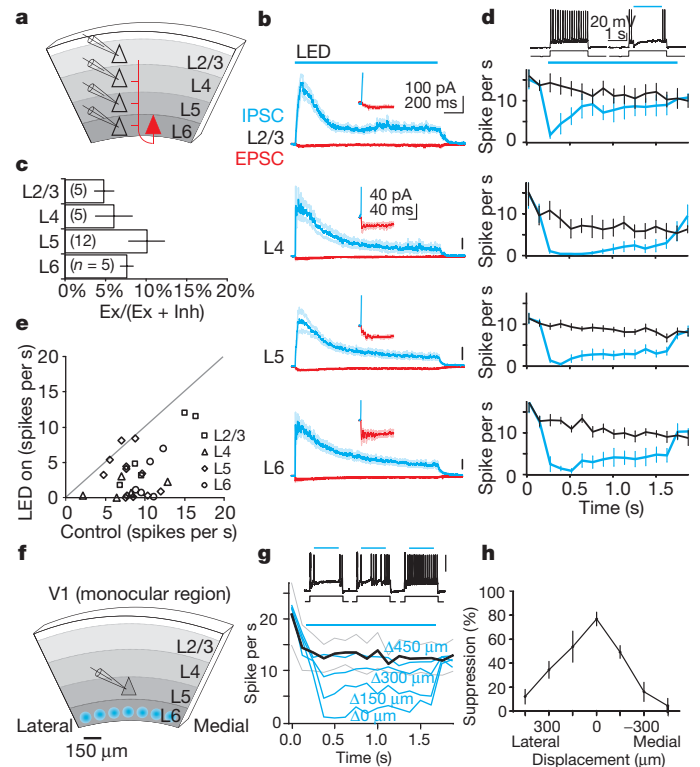 a
L2/3
L4
L5
L6
b
LED
100 pA
200 ms
IPSC
L2/3
EPSC
40 pA
40 ms
L4
L5
L6
c
L2/3
L4
L5
L6
(5)
(5)
(12)
(n = 5)
0% 5% 10% 15% 20%
Ex/(Ex + Inh)
d
20 mV
1 s
Spike per s
10
0
Spike per s
10
0
Spike per s
10
0
Spike per s
10
0
0 0.5 1.0 1.5
Time (s)
e
LED on (spikes per s)
20
15
10
5
0
0 5 10 15 20
Control (spikes per s)
L2/3
L4
L5
L6
f
V1 (monocular region)
L2/3
L4
L5
L6
Lateral
Medial
150 μm
g
Spike per s
20
10
0
Δ450 μm
Δ300 μm
Δ150 μm
Δ0 μm
0.0 0.5 1.0 1.5
Time (s)
h
Suppression (%)
100
80
60
40
20
0
300 0 –300
Lateral Medial
Displacement (μm)